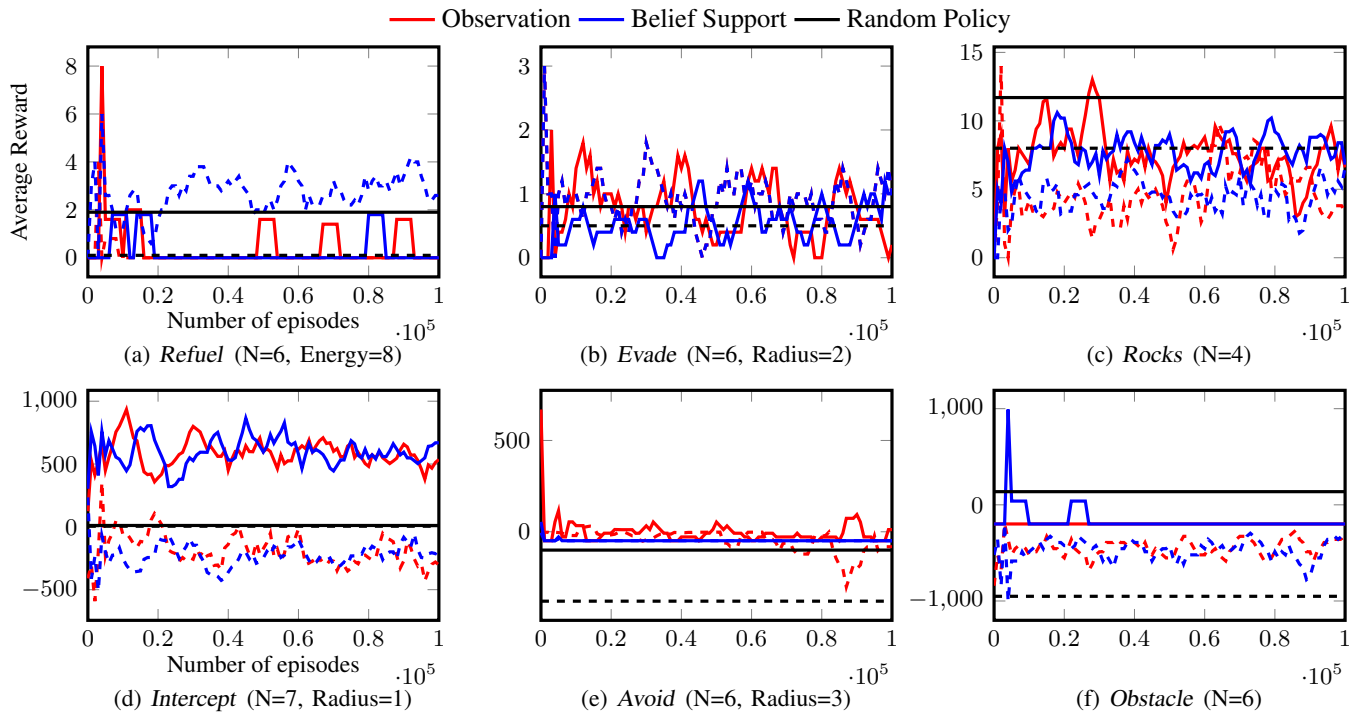 Observation Belief Support Random Policy
Average Reward
8
6
4
2
0
0 0.2 0.4 0.6 0.8 1
Number of episodes
·10^5
(a) Refuel (N=6, Energy=8)
3
2
1
0
0 0.2 0.4 0.6 0.8 1
·10^5
(b) Evade (N=6, Radius=2)
15
10
5
0
0 0.2 0.4 0.6 0.8 1
·10^5
(c) Rocks (N=4)
1,000
500
0
−500
0 0.2 0.4 0.6 0.8 1
Number of episodes
·10^5
(d) Intercept (N=7, Radius=1)
500
0
0 0.2 0.4 0.6 0.8 1
·10^5
(e) Avoid (N=6, Radius=3)
1,000
0
−1,000
0 0.2 0.4 0.6 0.8 1
·10^5
(f) Obstacle (N=6)